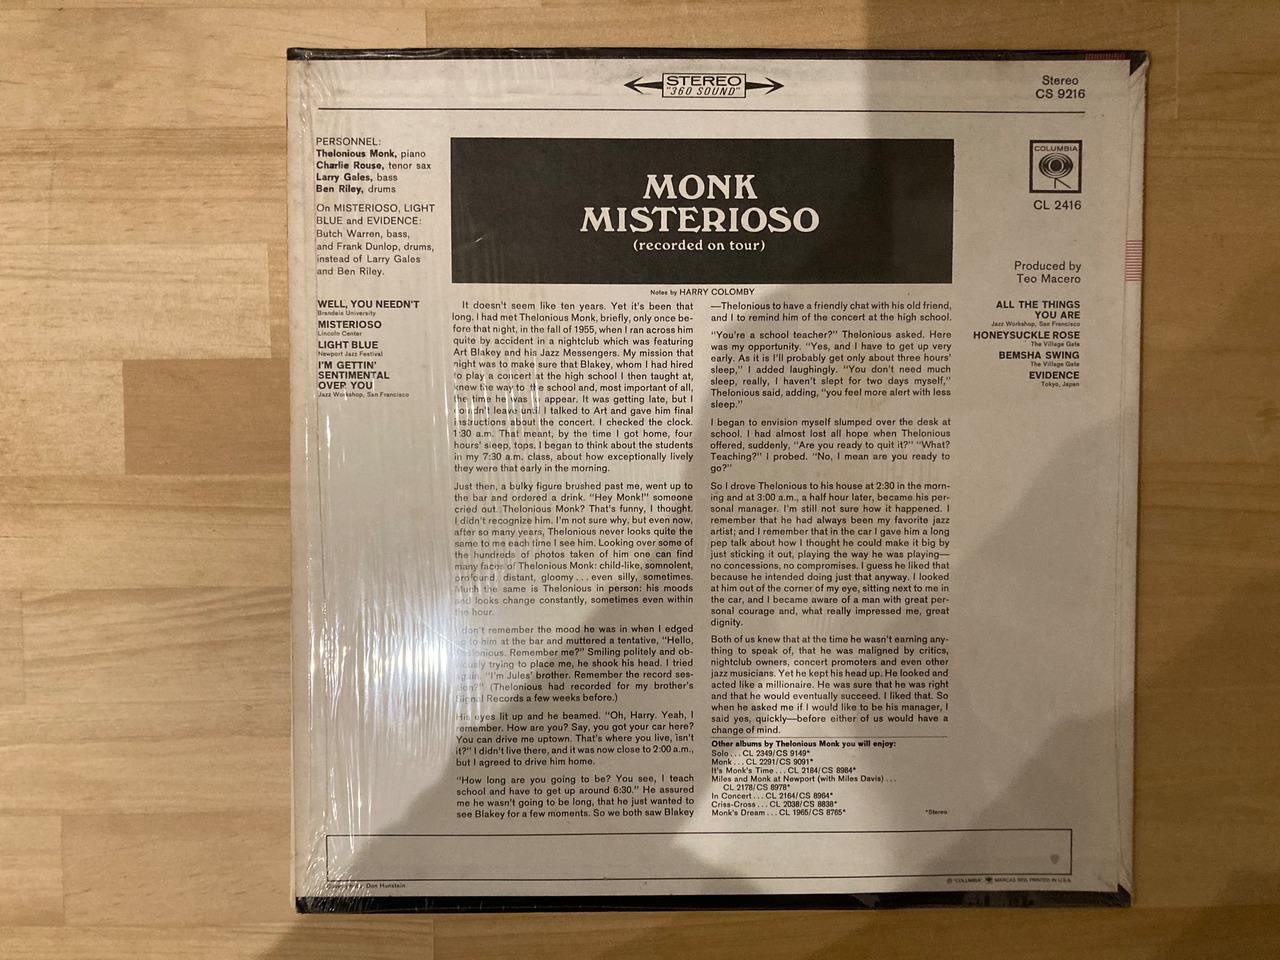 STEREO
"360 SOUND"
Stereo
CS 9216
COLUMBIA
CL 2416
Produced by
Teo Macero
PERSONNEL:
Thelonious Monk, piano
Charlie Rouse, tenor sax
Larry Gales, bass
Ben Riley, drums
On MISTERIOSO, LIGHT
BLUE and EVIDENCE:
Butch Warren, bass,
and Frank Dunlop, drums,
instead of Larry Gales
and Ben Riley.
WELL, YOU NEEDN'T
Brandeis University
MISTERIOSO
Lincoln Center
LIGHT BLUE
Newport Jazz Festival
I'M GETTIN'
SENTIMENTAL
OVER YOU
Jazz Workshop, San Francisco
MONK
MISTERIOSO
(recorded on tour)
Notes by HARRY COLOMBY
It doesn't seem like ten years. Yet it's been that
long. I had met Thelonious Monk, briefly, only once be-
fore that night, in the fall of 1955, when I ran across him
quite by accident in a nightclub which was featuring
Art Blakey and his Jazz Messengers. My mission that
night was to make sure that Blakey, whom I had hired
to play a concert at the high school I then taught at,
knew the way to the school and, most important of all,
the time he was to appear. It was getting late, but I
couldn't leave until I talked to Art and gave him final
instructions about the concert. I checked the clock.
1:30 a.m. That meant, by the time I got home, four
hours' sleep, tops. I began to think about the students
in my 7:30 a.m. class, about how exceptionally lively
they were that early in the morning.
Just then, a bulky figure brushed past me, went up to
the bar and ordered a drink. "Hey Monk!" someone
cried out. Thelonious Monk? That's funny, I thought.
I didn't recognize him. I'm not sure why, but even now,
after so many years, Thelonious never looks quite the
same to me each time I see him. Looking over some of
the hundreds of photos taken of him one can find
many faces of Thelonious Monk: child-like, somnolent,
profound, distant, gloomy . . . even silly, sometimes.
Much the same is Thelonious in person: his moods
and looks change constantly, sometimes even within
the hour.
I don't remember the mood he was in when I edged
up to him at the bar and muttered a tentative, "Hello,
Thelonious. Remember me?" Smiling politely and ob-
viously trying to place me, he shook his head. I tried
again. "I'm Jules' brother. Remember the record ses-
sion?" (Thelonious had recorded for my brother's
Signal Records a few weeks before.)
His eyes lit up and he beamed. "Oh, Harry. Yeah, I
remember. How are you? Say, you got your car here?
You can drive me uptown. That's where you live, isn't
it?" I didn't live there, and it was now close to 2:00 a.m.,
but I agreed to drive him home.
"How long are you going to be? You see, I teach
school and have to get up around 6:30." He assured
me he wasn't going to be long, that he just wanted to
see Blakey for a few moments. So we both saw Blakey
—Thelonious to have a friendly chat with his old friend,
and I to remind him of the concert at the high school.
"You're a school teacher?" Thelonious asked. Here
was my opportunity. "Yes, and I have to get up very
early. As it is I'll probably get only about three hours'
sleep," I added laughingly. "You don't need much
sleep, really, I haven't slept for two days myself,"
Thelonious said, adding, "you feel more alert with less
sleep."
I began to envision myself slumped over the desk at
school. I had almost lost all hope when Thelonious
offered, suddenly, "Are you ready to quit it?" "What?
Teaching?" I probed. "No, I mean are you ready to
go?"
So I drove Thelonious to his house at 2:30 in the morn-
ing and at 3:00 a.m., a half hour later, became his per-
sonal manager. I'm still not sure how it happened. I
remember that he had always been my favorite jazz
artist; and I remember that in the car I gave him a long
pep talk about how I thought he could make it big by
just sticking it out, playing the way he was playing—
no concessions, no compromises. I guess he liked that
because he intended doing just that anyway. I looked
at him out of the corner of my eye, sitting next to me in
the car, and I became aware of a man with great per-
sonal courage and, what really impressed me, great
dignity.
Both of us knew that at the time he wasn't earning any-
thing to speak of, that he was maligned by critics,
nightclub owners, concert promoters and even other
jazz musicians. Yet he kept his head up. He looked and
acted like a millionaire. He was sure that he was right
and that he would eventually succeed. I liked that. So
when he asked me if I would like to be his manager, I
said yes, quickly—before either of us would have a
change of mind.
Other albums by Thelonious Monk you will enjoy:
Solo . . . CL 2349/CS 9149*
Monk . . . CL 2291/CS 9091*
It's Monk's Time . . . CL 2184/CS 8984*
Miles and Monk at Newport (with Miles Davis) . . .
CL 2178/CS 8978*
In Concert . . . CL 2164/CS 8964*
Criss-Cross . . . CL 2038/CS 8838*
Monk's Dream . . . CL 1965/CS 8765*
*Stereo
ALL THE THINGS
YOU ARE
Jazz Workshop, San Francisco
HONEYSUCKLE ROSE
The Village Gate
BEMSHA SWING
The Village Gate
EVIDENCE
Tokyo, Japan
Don Hunstein
® "COLUMBIA" MARCAS REG. PRINTED IN U.S.A.